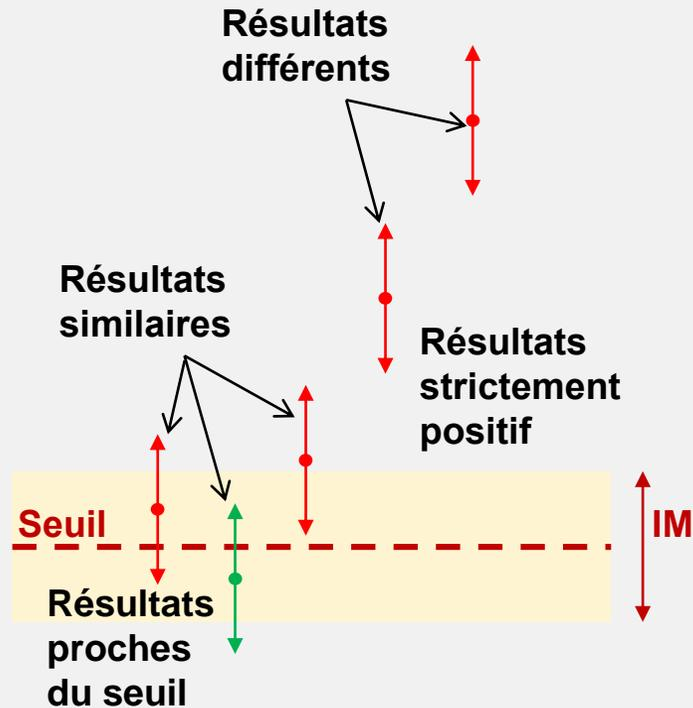 Résultats
différents
Résultats
similaires
Résultats
strictement
positif
Seuil
IM
Résultats
proches
du seuil